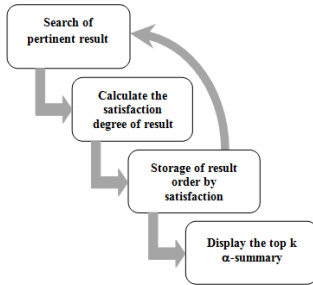 Search of
pertinent result
Calculate the
satisfaction
degree of result
Storage of result
order by
satisfaction
Display the top k
α-summary